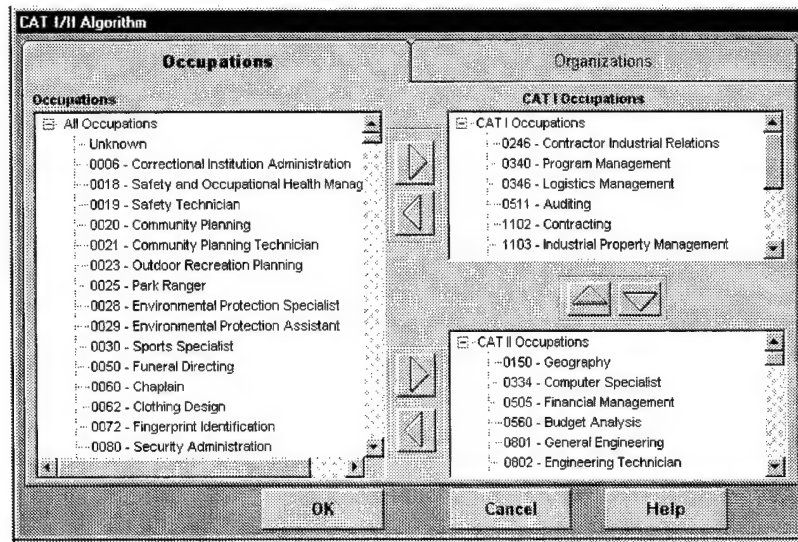 CAT I/II Algorithm
Occupations
Organizations
Occupations
All Occupations
Unknown
0006 - Correctional Institution Administration
0018 - Safety and Occupational Health Manag
0019 - Safety Technician
0020 - Community Planning
0021 - Community Planning Technician
0023 - Outdoor Recreation Planning
0025 - Park Ranger
0028 - Environmental Protection Specialist
0029 - Environmental Protection Assistant
0030 - Sports Specialist
0050 - Funeral Directing
0060 - Chaplain
0062 - Clothing Design
0072 - Fingerprint Identification
0080 - Security Administration
CAT I Occupations
CAT I Occupations
0246 - Contractor Industrial Relations
0340 - Program Management
0346 - Logistics Management
0511 - Auditing
1102 - Contracting
1103 - Industrial Property Management
CAT II Occupations
0150 - Geography
0334 - Computer Specialist
0505 - Financial Management
0560 - Budget Analysis
0801 - General Engineering
0802 - Engineering Technician
OK
Cancel
Help